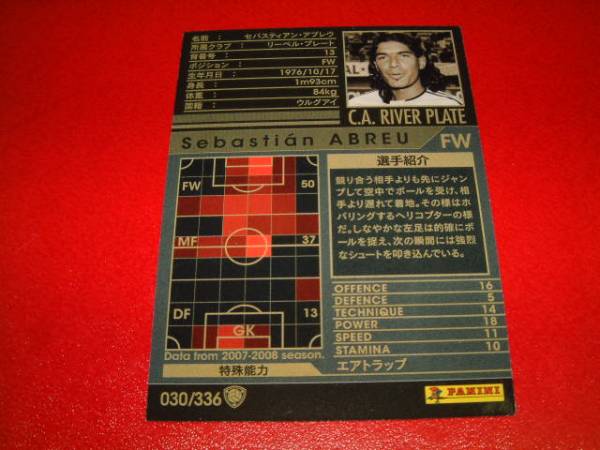 名前 : セバスティアン・アブレウ
所属クラブ : リーベル・プレート
背番号 : 13
ポジション : FW
生年月日 : 1976/10/17
身長 : 1m93cm
体重 : 84kg
国籍 : ウルグアイ
C.A. RIVER PLATE
Sebastián ABREU FW
FW 50
MF 37
DF 13
GK
Data from 2007-2008 season.
選手紹介
競り合う相手よりも先にジャン
プして空中でボールを受け、相
手より遅れて着地。その様はホ
バリングするヘリコプターの様
だ。しなやかな左足は的確にボ
ールを捉え、次の瞬間には強烈
なシュートを叩き込んでいる。
OFFENCE 16
DEFENCE 5
TECHNIQUE 14
POWER 18
SPEED 11
STAMINA 10
特殊能力 エアトラップ
030/336
PANINI